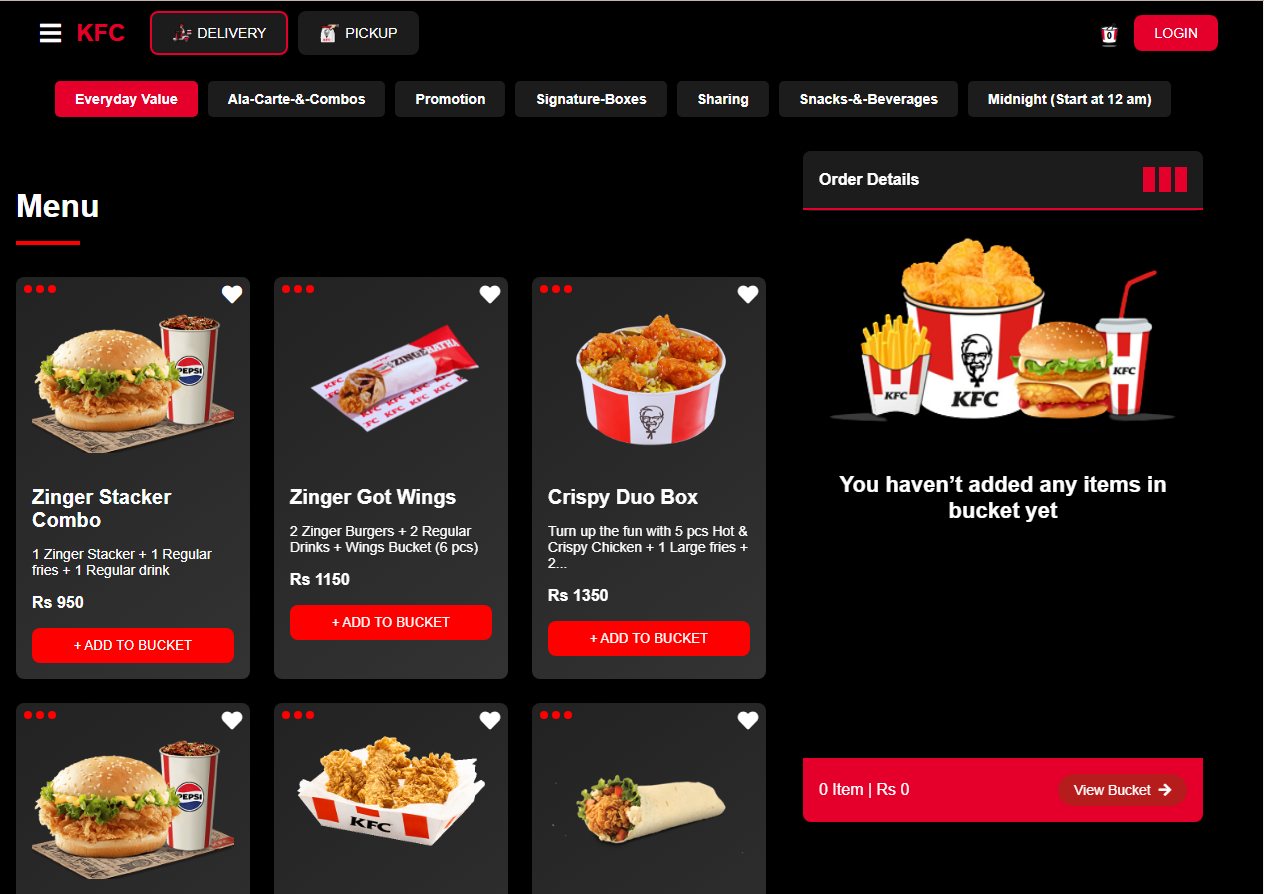 KFC
DELIVERY
PICKUP
0
LOGIN
Everyday Value
Ala-Carte-&-Combos
Promotion
Signature-Boxes
Sharing
Snacks-&-Beverages
Midnight (Start at 12 am)
Menu
Order Details
PEPSI
ZINGERATHA
KFC KFC
KFC KFC KFC
KFC
KFC
KFC
Zinger Stacker
Combo
1 Zinger Stacker + 1 Regular
fries + 1 Regular drink
Rs 950
+ ADD TO BUCKET
Zinger Got Wings
2 Zinger Burgers + 2 Regular
Drinks + Wings Bucket (6 pcs)
Rs 1150
+ ADD TO BUCKET
Crispy Duo Box
Turn up the fun with 5 pcs Hot &
Crispy Chicken + 1 Large fries +
2...
Rs 1350
+ ADD TO BUCKET
You haven’t added any items in
bucket yet
PEPSI
KFC
0 Item | Rs 0
View Bucket